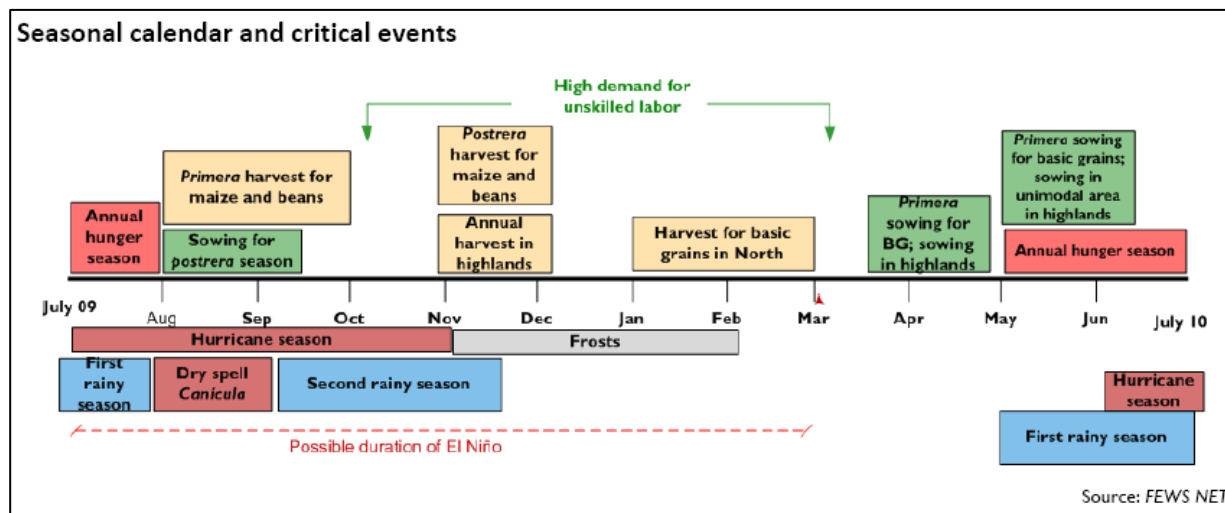 Seasonal calendar and critical events
High demand for
unskilled labor
Annual
hunger
season
Primera harvest for
maize and beans
Sowing for
postrera season
Postrera
harvest for
maize and
beans
Annual
harvest in
highlands
Harvest for basic
grains in North
Primera
sowing for
BG; sowing
in highlands
Primera sowing
for basic grains;
sowing in
unimodal area
in highlands
Annual hunger season
July 09
Aug
Sep
Oct
Nov
Dec
Jan
Feb
Mar
Apr
May
Jun
July 10
Hurricane season
Frosts
First
rainy
season
Dry spell
Canicula
Second rainy season
Hurricane
season
First rainy season
Possible duration of El Niño
Source: FEWS NET